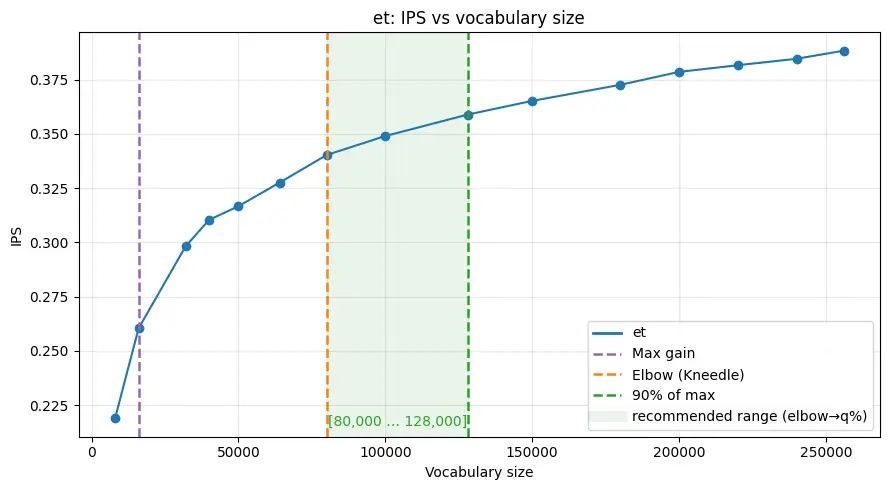 et: IPS vs vocabulary size
IPS
0.375
0.350
0.325
0.300
0.275
0.250
0.225
[80,000 ... 128,000]
et
Max gain
Elbow (Kneedle)
90% of max
recommended range (elbow→q%)
0 50000 100000 150000 200000 250000
Vocabulary size